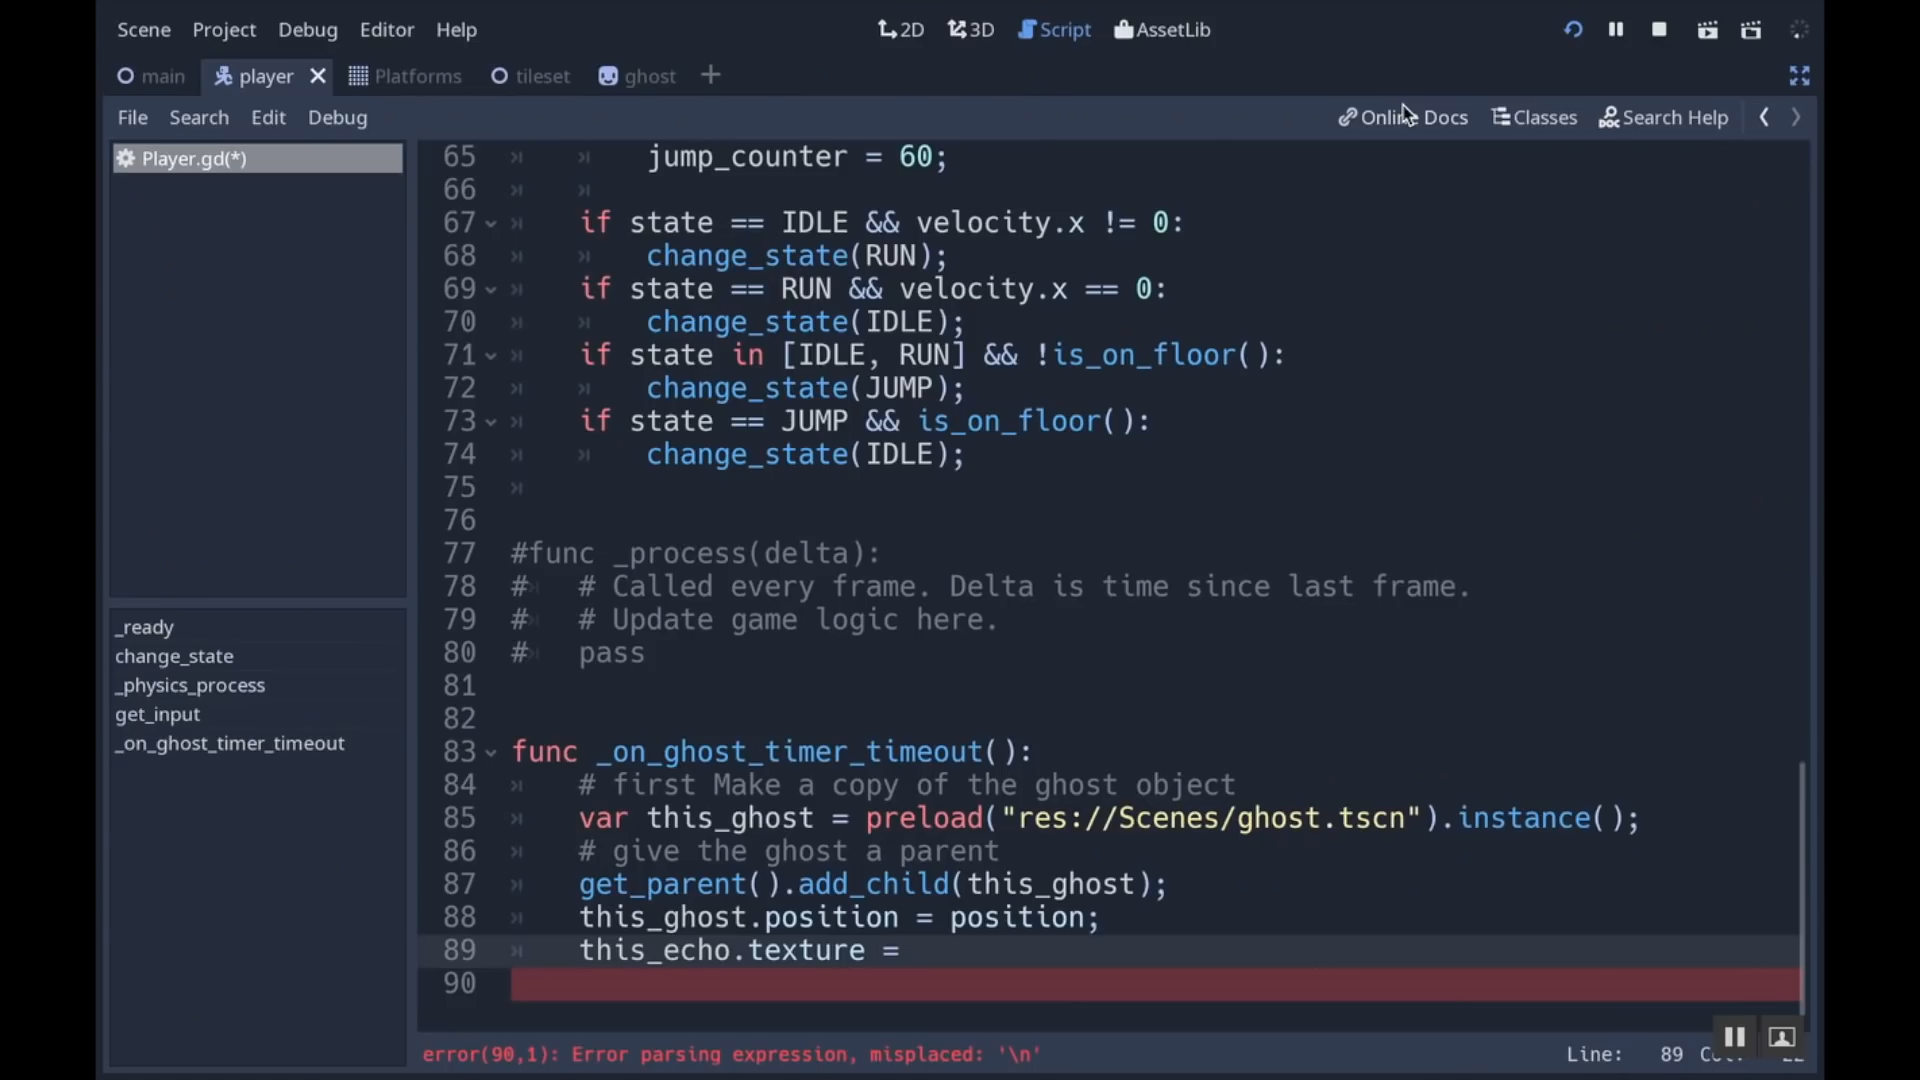 Scene Project Debug Editor Help 2D 3D Script AssetLib
main player Platforms tileset ghost
File Search Edit Debug Online Docs Classes Search Help
Player.gd(*)
_ready
change_state
_physics_process
get_input
_on_ghost_timer_timeout
65 jump_counter = 60;
66
67 if state == IDLE && velocity.x != 0:
68 change_state(RUN);
69 if state == RUN && velocity.x == 0:
70 change_state(IDLE);
71 if state in [IDLE, RUN] && !is_on_floor():
72 change_state(JUMP);
73 if state == JUMP && is_on_floor():
74 change_state(IDLE);
75
76
77 #func _process(delta):
78 # # Called every frame. Delta is time since last frame.
79 # # Update game logic here.
80 # pass
81
82
83 func _on_ghost_timer_timeout():
84 # first Make a copy of the ghost object
85 var this_ghost = preload("res://Scenes/ghost.tscn").instance();
86 # give the ghost a parent
87 get_parent().add_child(this_ghost);
88 this_ghost.position = position;
89 this_echo.texture =
90
error(90,1): Error parsing expression, misplaced: '\n' Line: 89